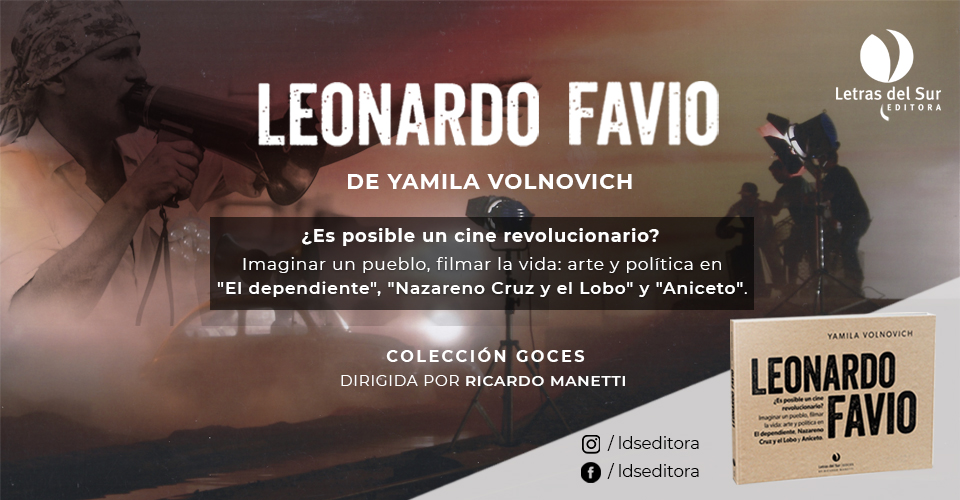 LEONARDO FAVIO
Letras del Sur
EDITORA
DE YAMILA VOLNOVICH
¿Es posible un cine revolucionario?
Imaginar un pueblo, filmar la vida: arte y política en
"El dependiente", "Nazareno Cruz y el Lobo" y "Aniceto".
COLECCIÓN GOCES
DIRIGIDA POR RICARDO MANETTI
/ ldseditora
/ ldseditora
YAMILA VOLNOVICH
LEONARDO
¿Es posible un cine
revolucionario?
Imaginar un pueblo, filmar
la vida: arte y política en
El dependiente, Nazareno
Cruz y el Lobo y Aniceto.
FAVIO
Letras del Sur